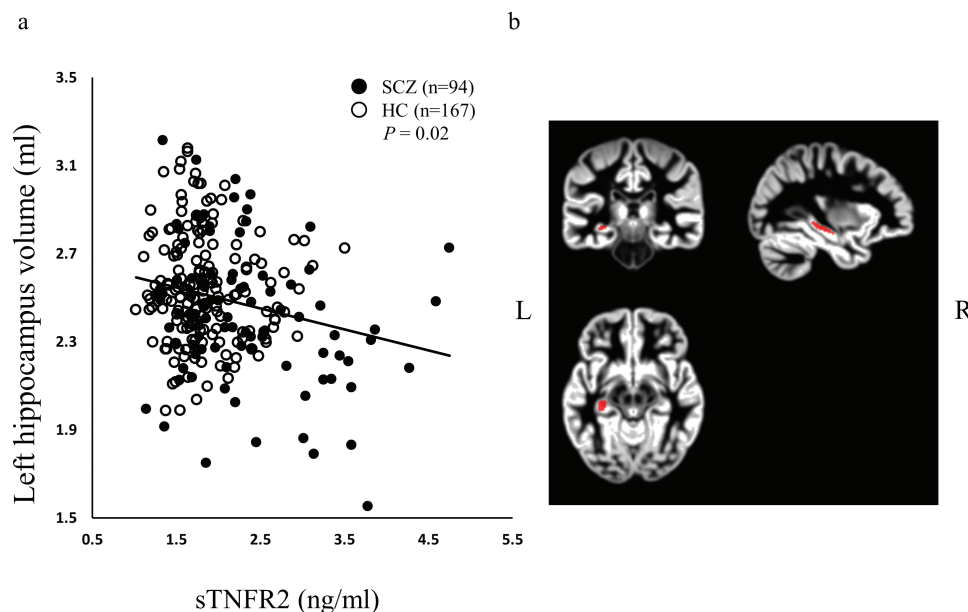 a
b
SCZ (n=94)
HC (n=167)
P = 0.02
Left hippocampus volume (ml)
3.5
3.1
2.7
2.3
1.9
1.5
0.5 1.5 2.5 3.5 4.5 5.5
sTNFR2 (ng/ml)
L
R